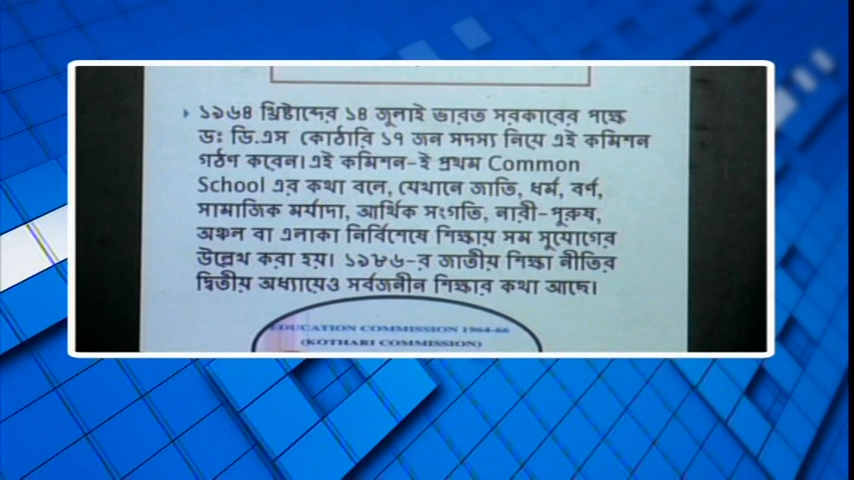 ১৯৬৪ খ্রিষ্টাব্দের ১৪ জুলাই ভারত সরকারের পক্ষে
ডঃ ডি.এস কোঠারি ১৭ জন সদস্য নিয়ে এই কমিশন
গঠণ করেন। এই কমিশন-ই প্রথম Common
School এর কথা বলে, যেখানে জাতি, ধর্ম, বর্ণ,
সামাজিক মর্যাদা, আর্থিক সংগতি, নারী-পুরুষ,
অঞ্চল বা এলাকা নির্বিশেষে শিক্ষায় সম সুযোগের
উল্লেখ করা হয়। ১৯৮৬-র জাতীয় শিক্ষা নীতির
দ্বিতীয় অধ্যায়েও সর্বজনীন শিক্ষার কথা আছে।
EDUCATION COMMISSION 1964-66
(KOTHARI COMMISSION)